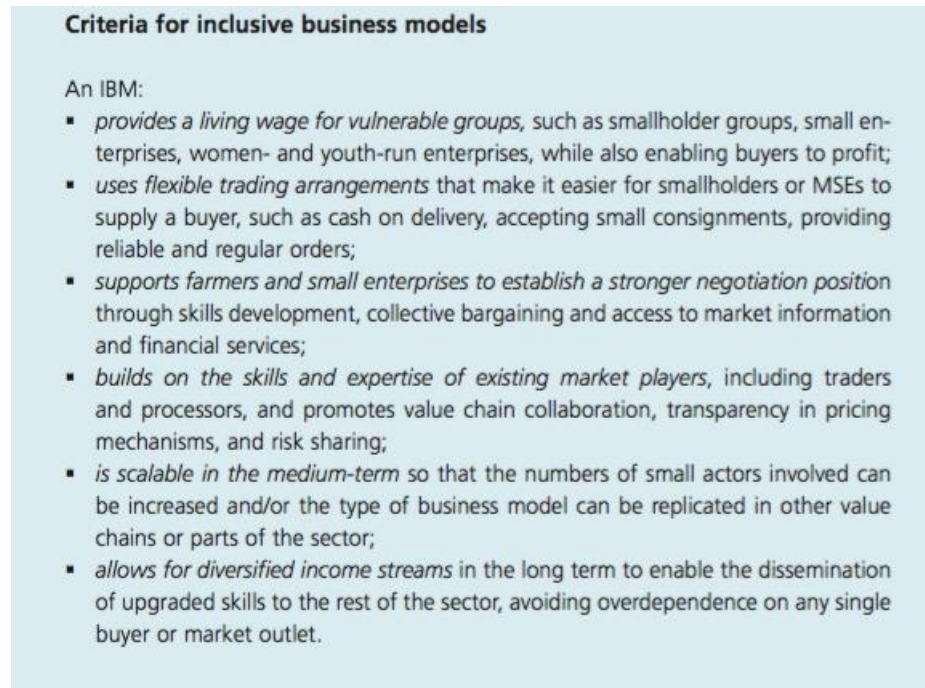 Criteria for inclusive business models
An IBM:
▪ provides a living wage for vulnerable groups, such as smallholder groups, small en-
terprises, women- and youth-run enterprises, while also enabling buyers to profit;
▪ uses flexible trading arrangements that make it easier for smallholders or MSEs to
supply a buyer, such as cash on delivery, accepting small consignments, providing
reliable and regular orders;
▪ supports farmers and small enterprises to establish a stronger negotiation position
through skills development, collective bargaining and access to market information
and financial services;
▪ builds on the skills and expertise of existing market players, including traders
and processors, and promotes value chain collaboration, transparency in pricing
mechanisms, and risk sharing;
▪ is scalable in the medium-term so that the numbers of small actors involved can
be increased and/or the type of business model can be replicated in other value
chains or parts of the sector;
▪ allows for diversified income streams in the long term to enable the dissemination
of upgraded skills to the rest of the sector, avoiding overdependence on any single
buyer or market outlet.